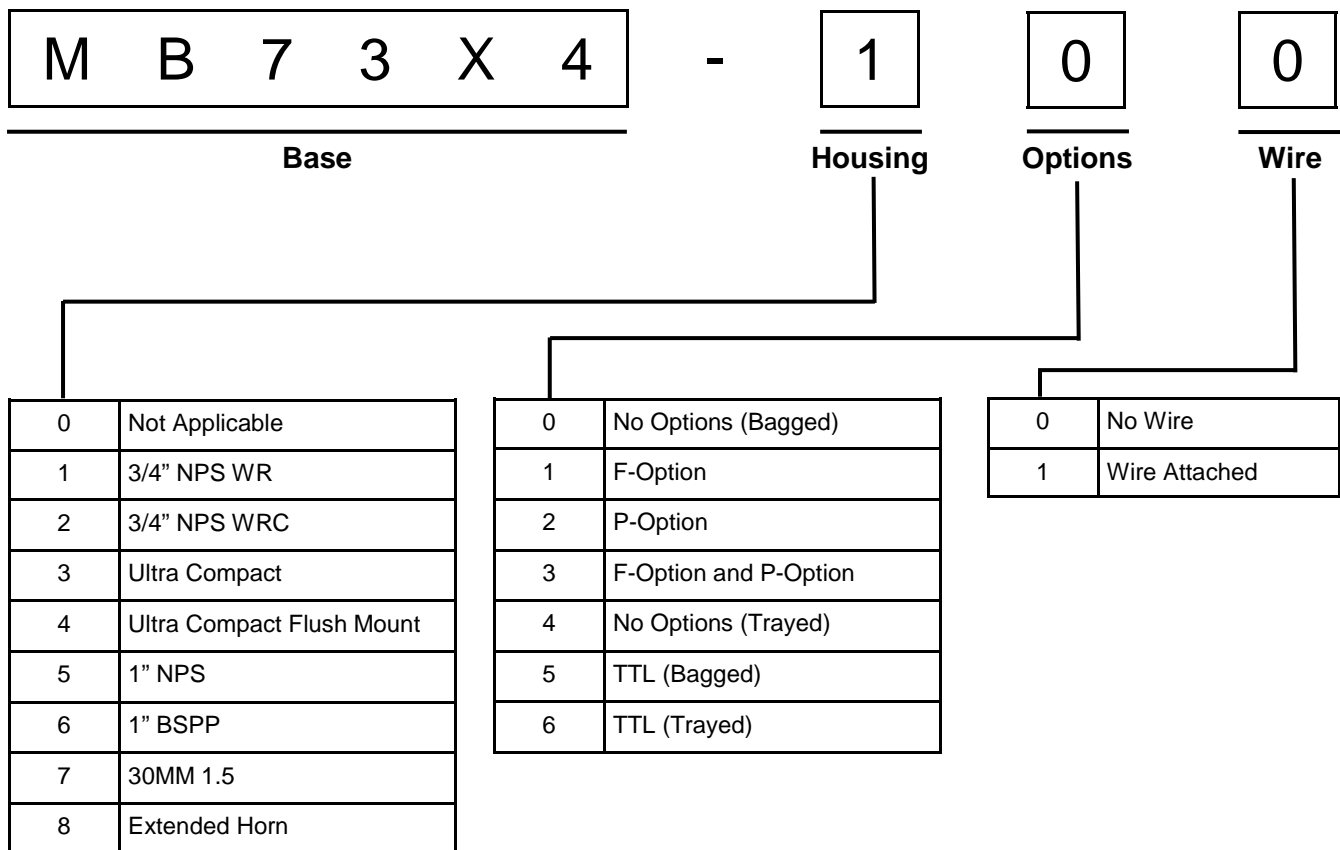 M B 7 3 X 4 - 1 0 0
Base Housing Options Wire
0 Not Applicable
1 3/4” NPS WR
2 3/4” NPS WRC
3 Ultra Compact
4 Ultra Compact Flush Mount
5 1” NPS
6 1” BSPP
7 30MM 1.5
8 Extended Horn
0 No Options (Bagged)
1 F-Option
2 P-Option
3 F-Option and P-Option
4 No Options (Trayed)
5 TTL (Bagged)
6 TTL (Trayed)
0 No Wire
1 Wire Attached